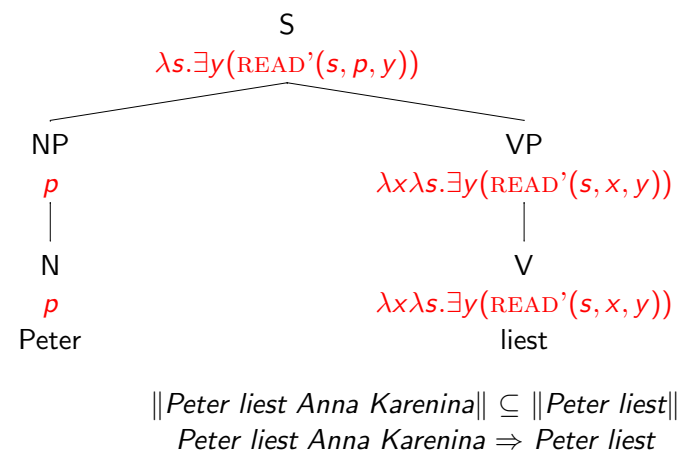 S
λs.∃y(READ’(s, p, y))
NP VP
p λxλs.∃y(READ’(s, x, y))
N V
p λxλs.∃y(READ’(s, x, y))
Peter liest
‖Peter liest Anna Karenina‖ ⊆ ‖Peter liest‖
Peter liest Anna Karenina ⇒ Peter liest